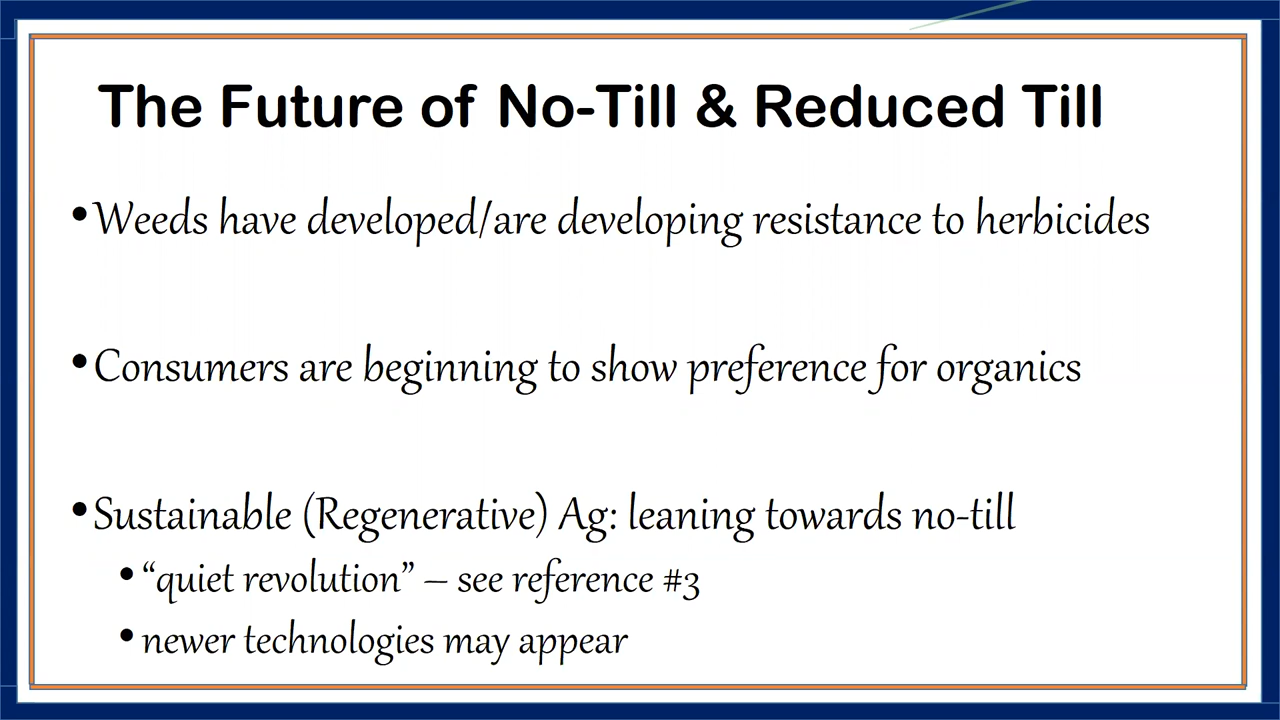 The Future of No-Till & Reduced Till
•Weeds have developed/are developing resistance to herbicides
•Consumers are beginning to show preference for organics
•Sustainable (Regenerative) Ag: leaning towards no-till
•“quiet revolution” – see reference #3
•newer technologies may appear